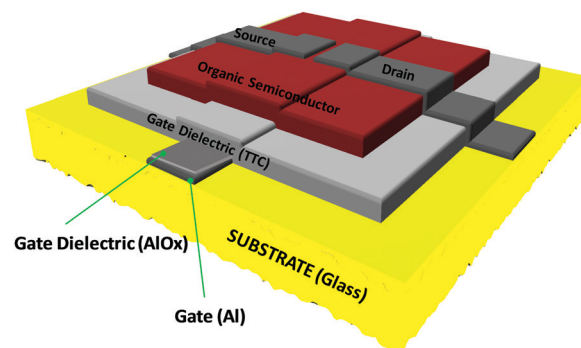 Source
Drain
Organic Semiconductor
Gate Dielectric (TTC)
Gate Dielectric (AlOx)
SUBSTRATE (Glass)
Gate (Al)